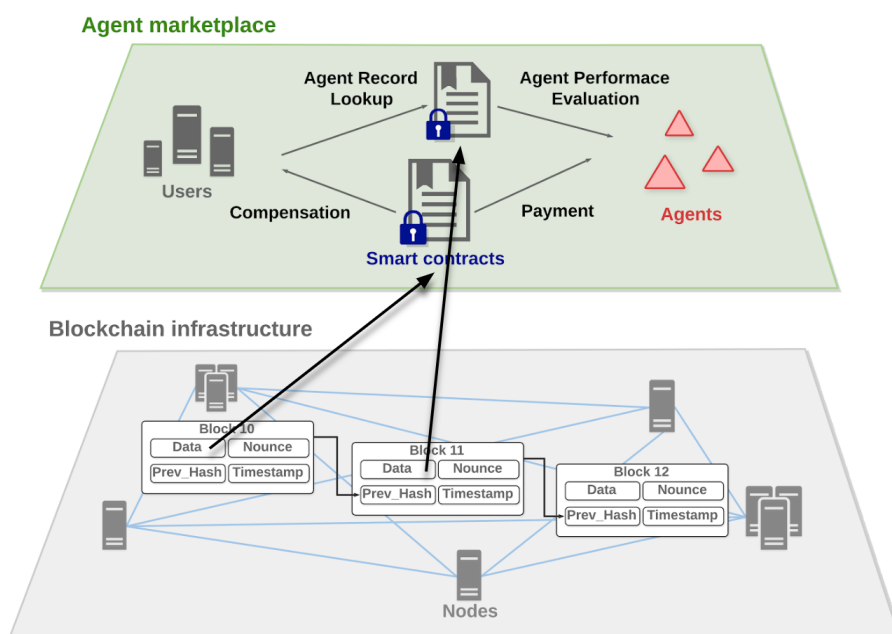 Agent marketplace
Agent Record
Lookup
Agent Performace
Evaluation
Users
Compensation
Payment
Agents
Smart contracts
Blockchain infrastructure
Block 10
Data
Nounce
Prev_Hash
Timestamp
Block 11
Data
Nounce
Prev_Hash
Timestamp
Block 12
Data
Nounce
Prev_Hash
Timestamp
Nodes